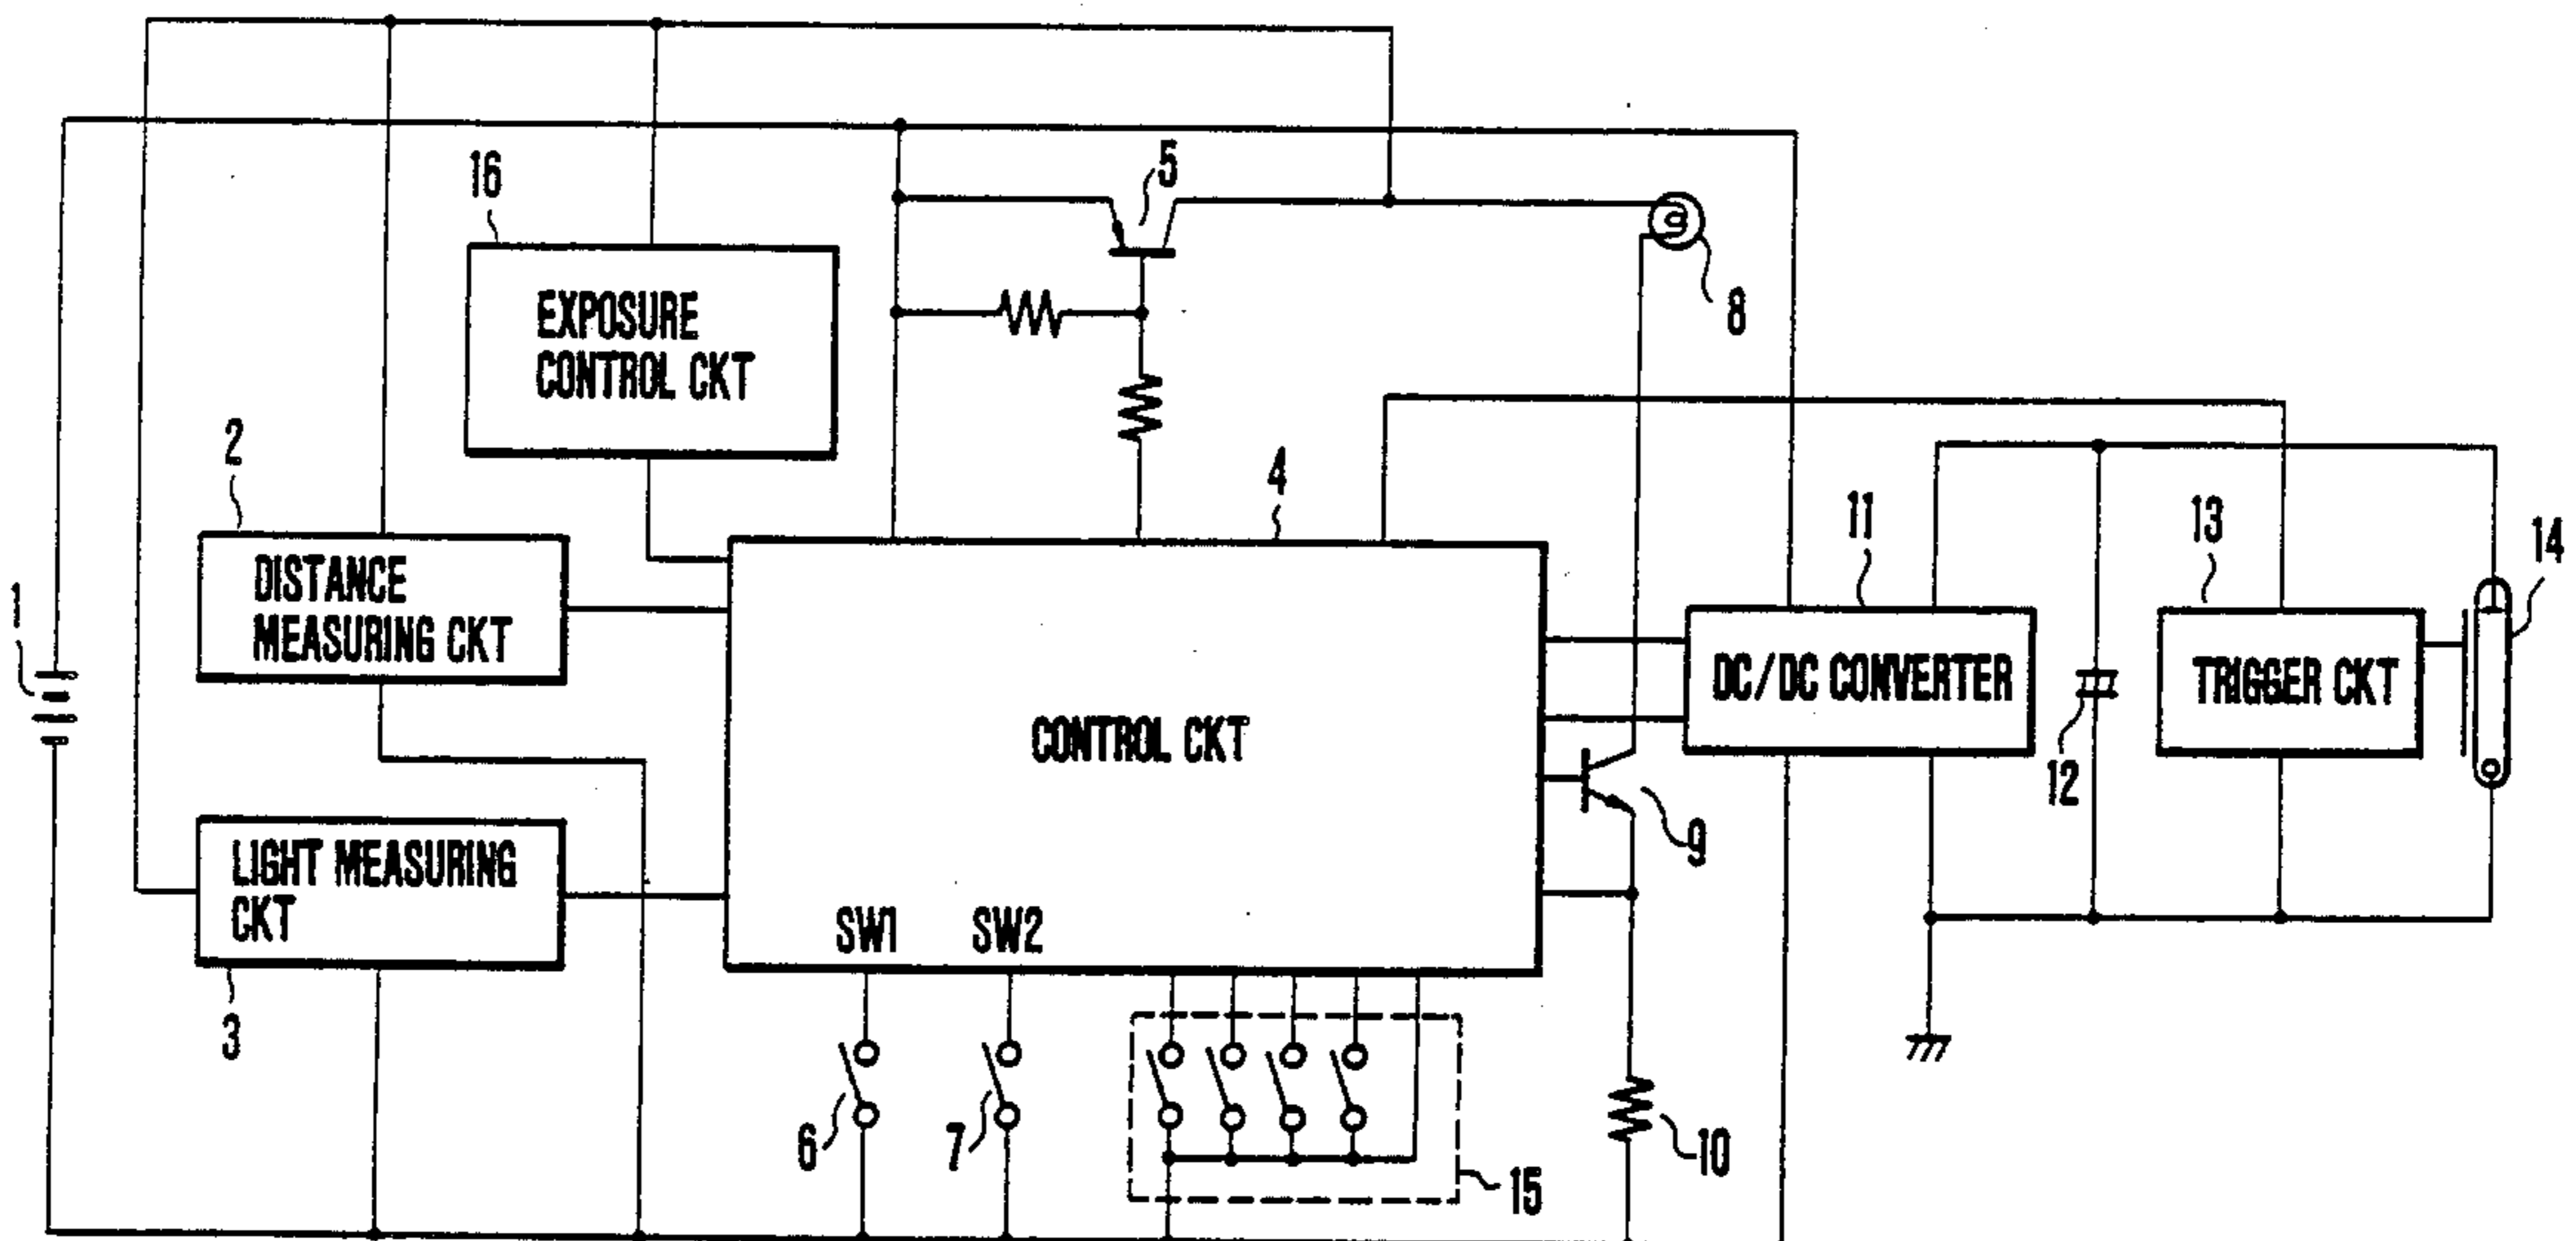 5
16
EXPOSURE
CONTROL CKT
8
2
4
11
13
14
1
DISTANCE
MEASURING CKT
DC/DC CONVERTER
TRIGGER CKT
CONTROL CKT
12
9
LIGHT MEASURING
CKT
SW1
SW2
3
6
7
10
15